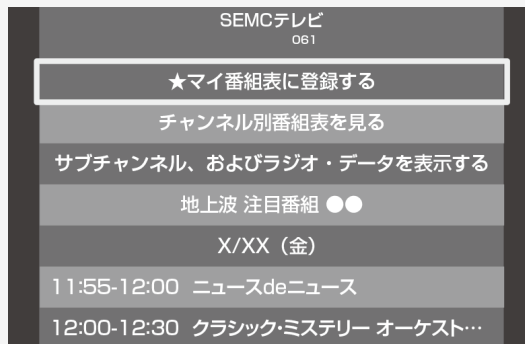 SEMCテレビ
061
★マイ番組表に登録する
チャンネル別番組表を見る
サブチャンネル、およびラジオ・データを表示する
地上波 注目番組 ●●
X/XX（金）
11:55-12:00 ニュースdeニュース
12:00-12:30 クラシック・ミステリー オーケスト…